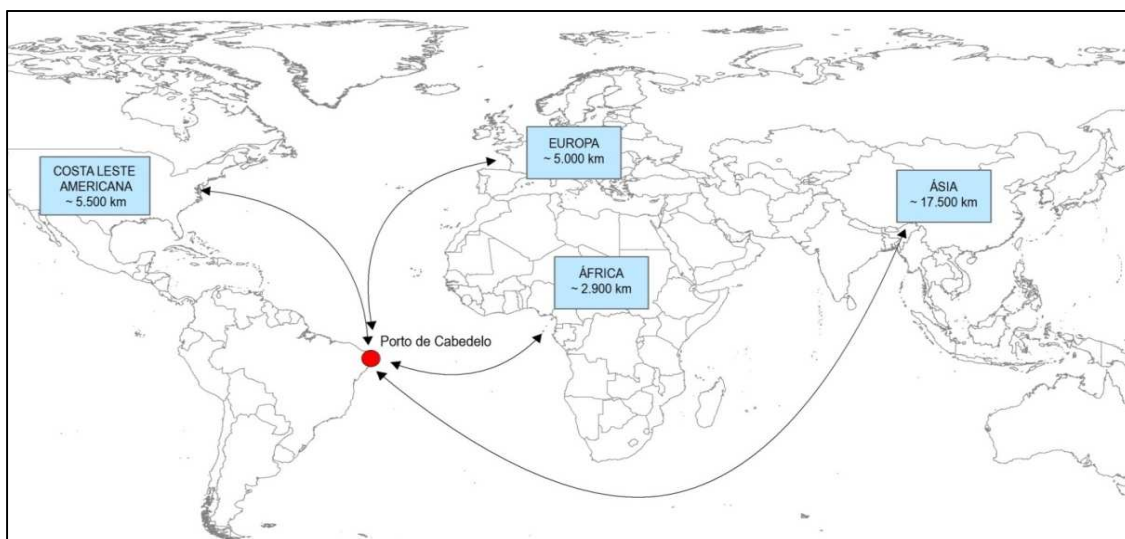 EUROPA
~ 5.000 km
COSTA LESTE
AMERICANA
~ 5.500 km
ÁSIA
~ 17.500 km
ÁFRICA
~ 2.900 km
Porto de Cabedelo